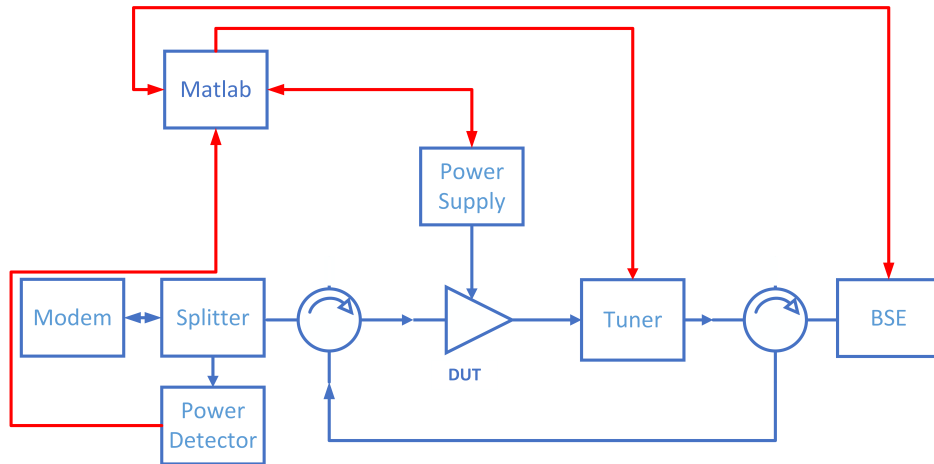 Matlab
Power
Supply
Modem
Splitter
DUT
Tuner
BSE
Power
Detector